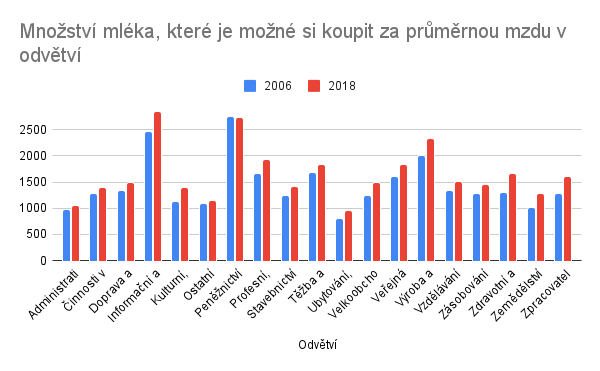 Množství mléka, které je možné si koupit za průměrnou mzdu v
odvětví
2006 2018
2500
2000
1500
1000
500
0
Administrati
Činnosti v
Doprava a
Informační a
Kulturní,
Ostatní
Peněžnictví
Profesní,
Stavebnictví
Těžba a
Ubytování,
Velkoobcho
Veřejná
Výroba a
Vzdělávání
Zásobování
Zdravotní a
Zemědělství
Zpracovatel
Odvětví